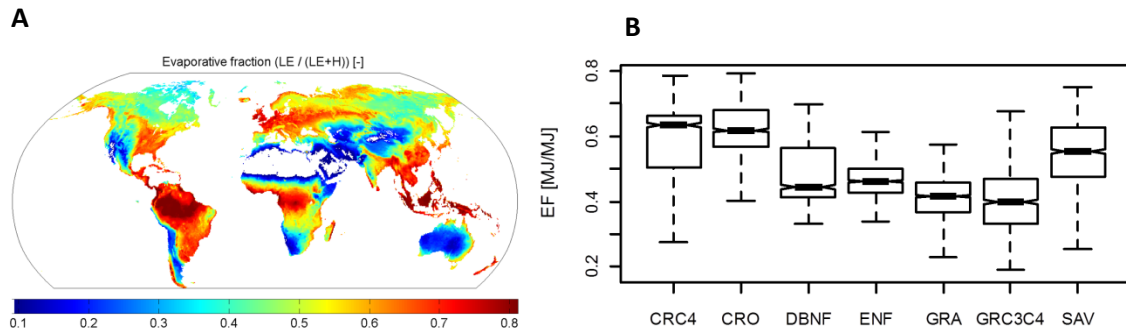 A
Evaporative fraction (LE / (LE+H)) [-]
0.1 0.2 0.3 0.4 0.5 0.6 0.7 0.8
B
EF [MJ/MJ]
0.8
0.6
0.4
0.2
CRC4 CRO DBNF ENF GRA GRC3C4 SAV